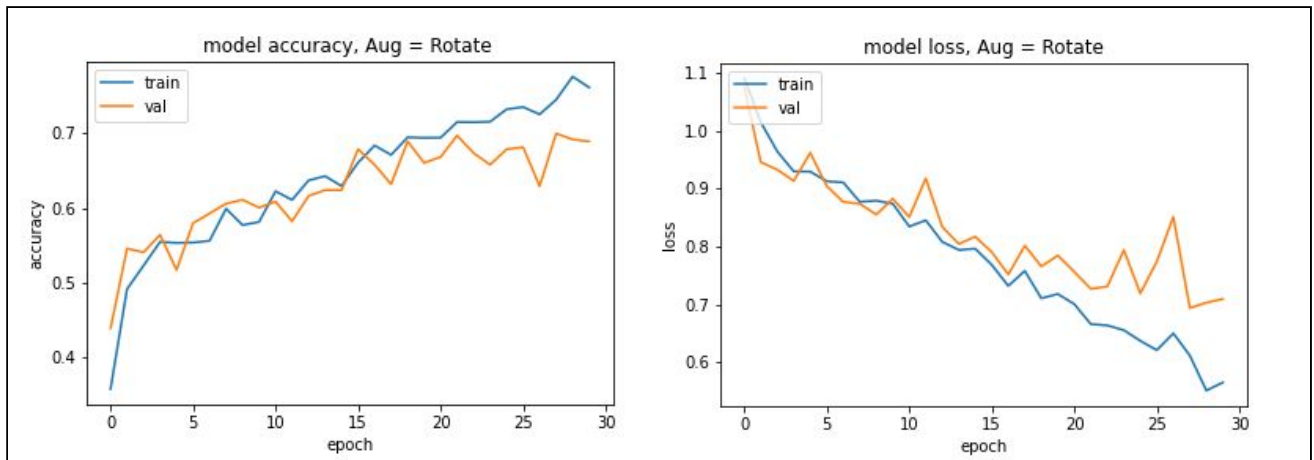 model accuracy, Aug = Rotate
train
val
0.7
0.6
0.5
0.4
accuracy
0 5 10 15 20 25 30
epoch
model loss, Aug = Rotate
train
val
1.1
1.0
0.9
0.8
0.7
0.6
loss
0 5 10 15 20 25 30
epoch